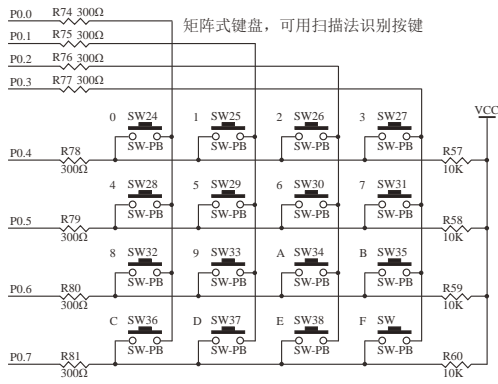 P0.0 R74 300Ω
P0.1 R75 300Ω 矩阵式键盘，可用扫描法识别按键
P0.2 R76 300Ω
P0.3 R77 300Ω
VCC
0 SW24 1 SW25 2 SW26 3 SW27
SW-PB SW-PB SW-PB SW-PB
P0.4 R78 300Ω R57 10K
4 SW28 5 SW29 6 SW30 7 SW31
SW-PB SW-PB SW-PB SW-PB
P0.5 R79 300Ω R58 10K
8 SW32 9 SW33 A SW34 B SW35
SW-PB SW-PB SW-PB SW-PB
P0.6 R80 300Ω R59 10K
C SW36 D SW37 E SW38 F SW
SW-PB SW-PB SW-PB SW-PB
P0.7 R81 300Ω R60 10K